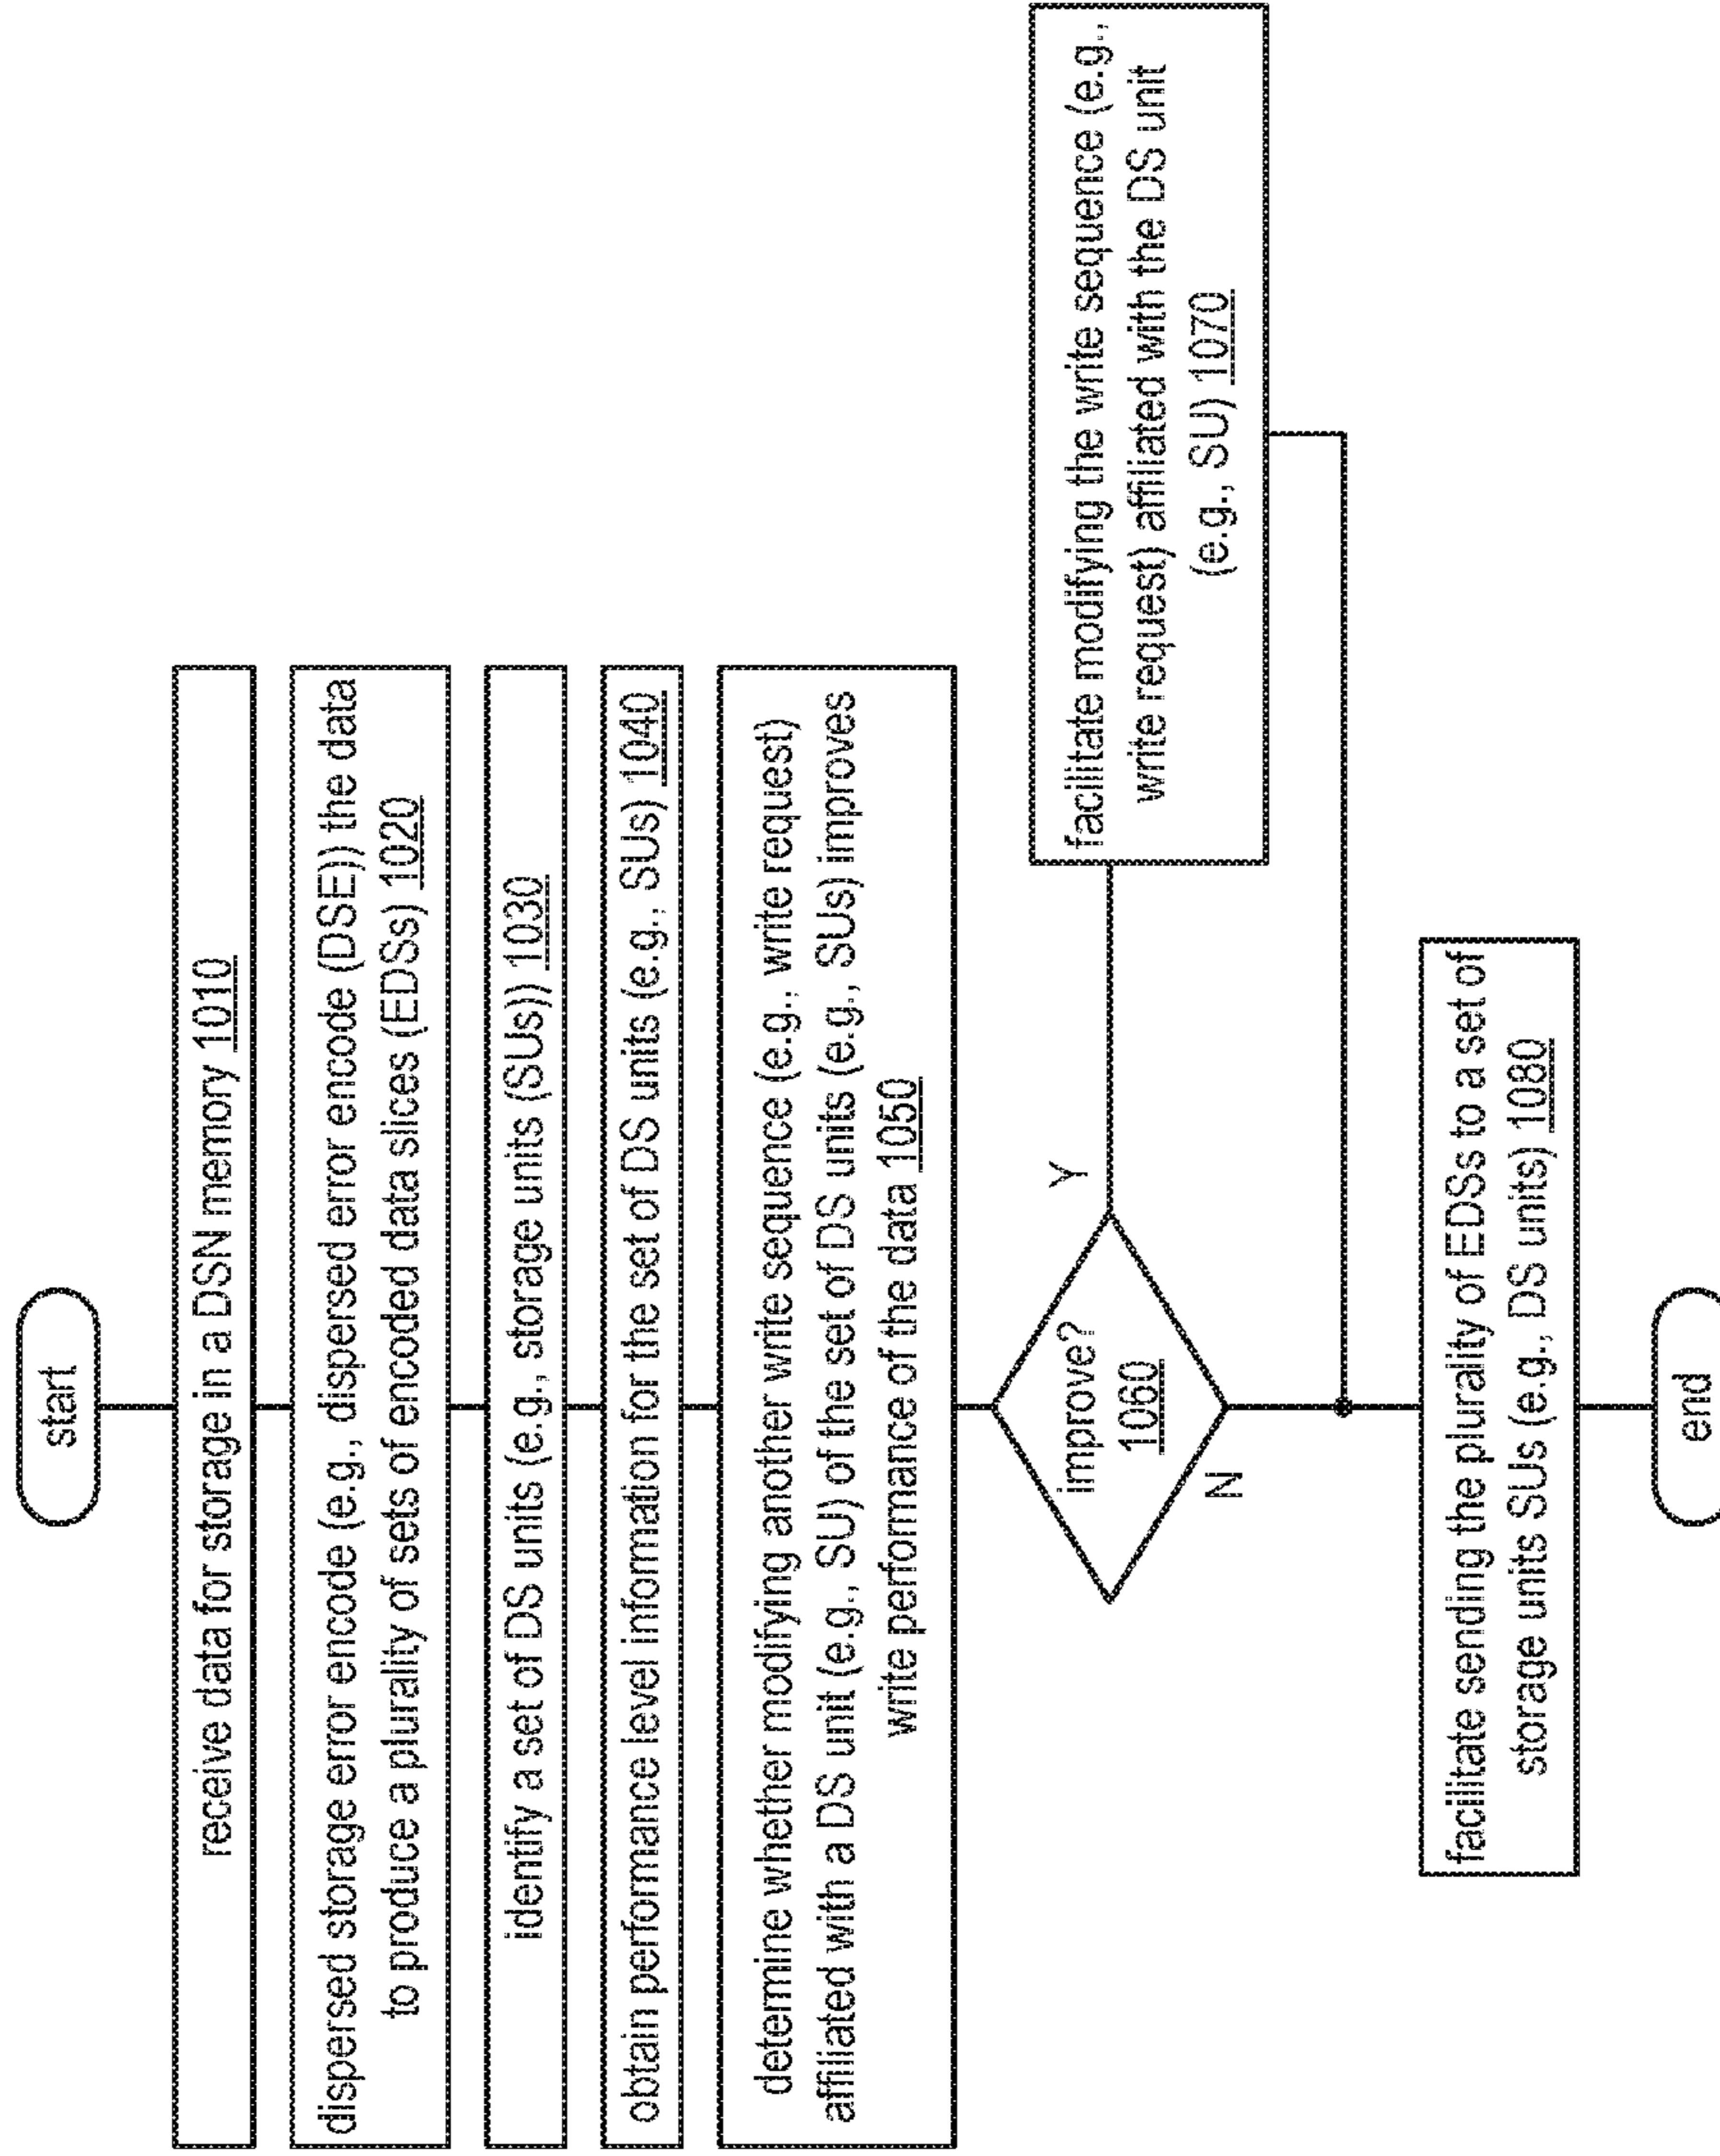 start
receive data for storage in a DSN memory 1010
dispersed storage error encode (e.g., dispersed error encode (DSE)) the data
to produce a plurality of sets of encoded data slices (EDSs) 1020
identify a set of DS units (e.g., storage units (SUs)) 1030
obtain performance level information for the set of DS units (e.g., SUs) 1040
determine whether modifying another write sequence (e.g., write request)
affiliated with a DS unit (e.g., SU) of the set of DS units (e.g., SUs) improves
write performance of the data 1050
improve?
1060
Y
N
facilitate modifying the write sequence (e.g.,
write request) affiliated with the DS unit
(e.g., SU) 1070
facilitate sending the plurality of EDSs to a set of
storage units SUs (e.g., DS units) 1080
end